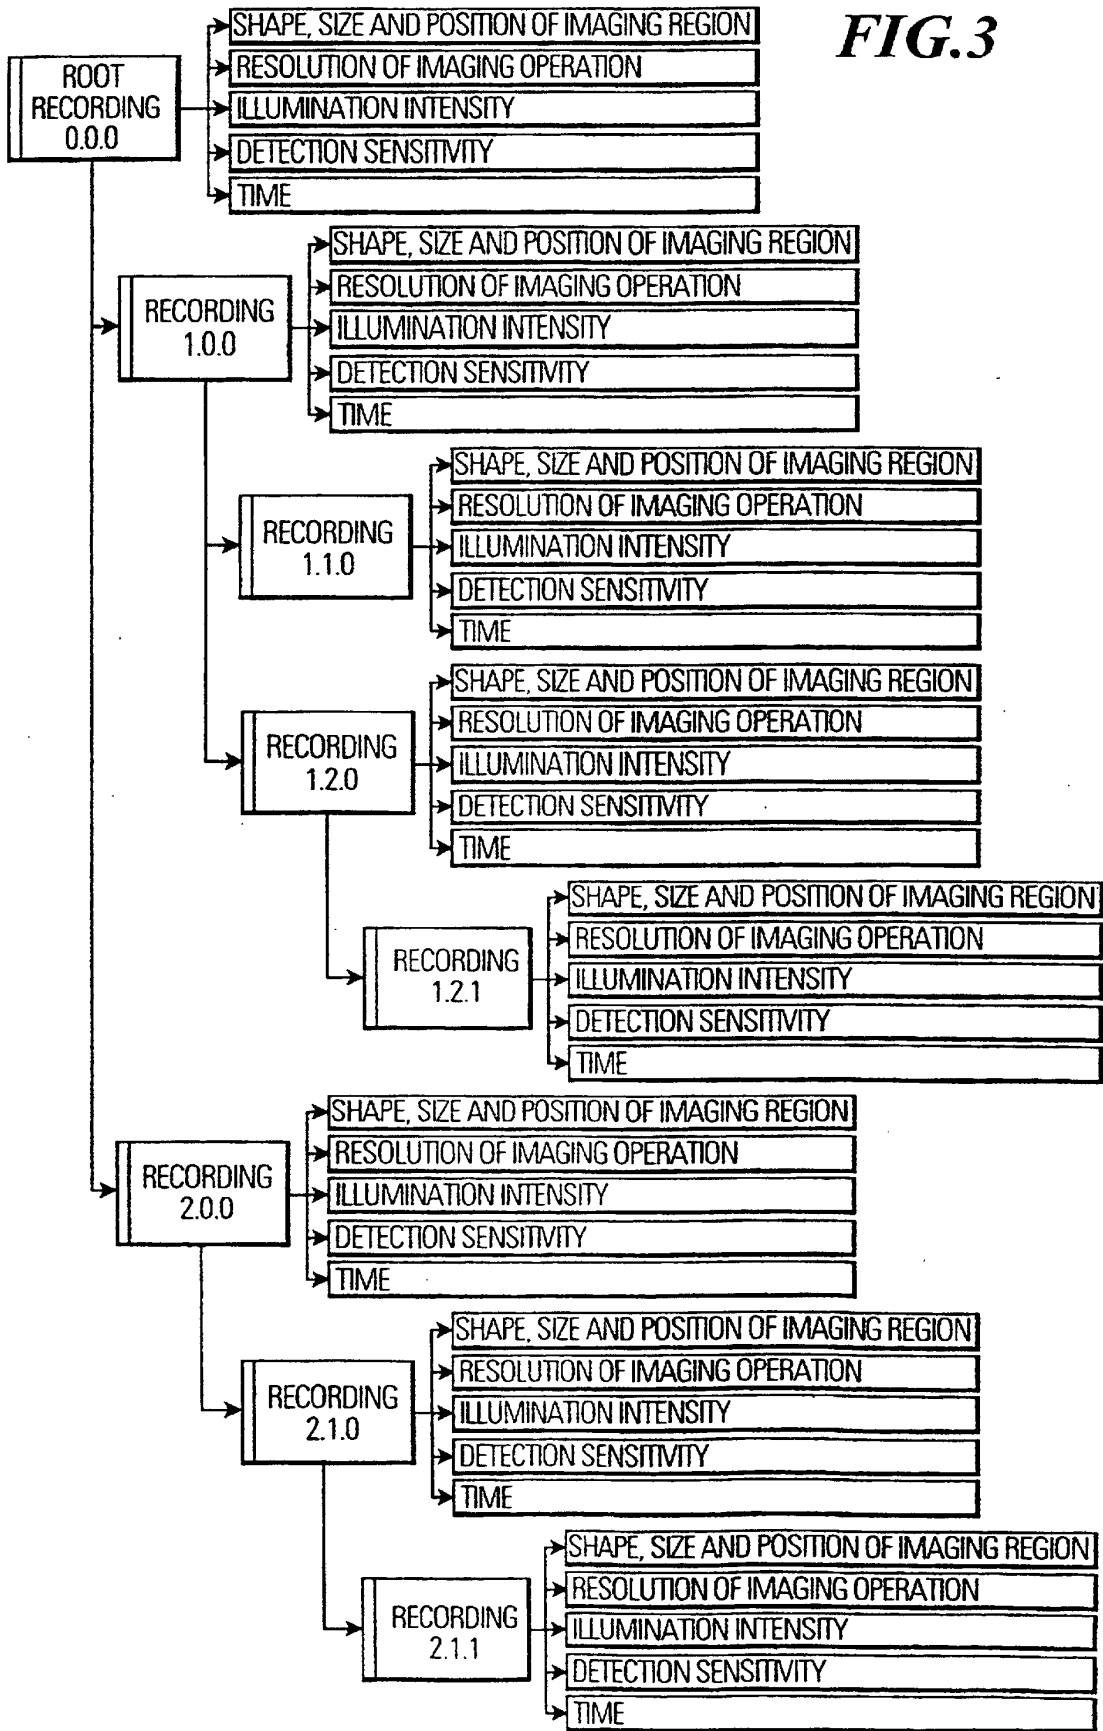 FIG.3
ROOT
RECORDING
0.0.0
SHAPE, SIZE AND POSITION OF IMAGING REGION
RESOLUTION OF IMAGING OPERATION
ILLUMINATION INTENSITY
DETECTION SENSITIVITY
TIME
RECORDING
1.0.0
SHAPE, SIZE AND POSITION OF IMAGING REGION
RESOLUTION OF IMAGING OPERATION
ILLUMINATION INTENSITY
DETECTION SENSITIVITY
TIME
RECORDING
1.1.0
SHAPE, SIZE AND POSITION OF IMAGING REGION
RESOLUTION OF IMAGING OPERATION
ILLUMINATION INTENSITY
DETECTION SENSITIVITY
TIME
RECORDING
1.2.0
SHAPE, SIZE AND POSITION OF IMAGING REGION
RESOLUTION OF IMAGING OPERATION
ILLUMINATION INTENSITY
DETECTION SENSITIVITY
TIME
RECORDING
1.2.1
SHAPE, SIZE AND POSITION OF IMAGING REGION
RESOLUTION OF IMAGING OPERATION
ILLUMINATION INTENSITY
DETECTION SENSITIVITY
TIME
RECORDING
2.0.0
SHAPE, SIZE AND POSITION OF IMAGING REGION
RESOLUTION OF IMAGING OPERATION
ILLUMINATION INTENSITY
DETECTION SENSITIVITY
TIME
RECORDING
2.1.0
SHAPE, SIZE AND POSITION OF IMAGING REGION
RESOLUTION OF IMAGING OPERATION
ILLUMINATION INTENSITY
DETECTION SENSITIVITY
TIME
RECORDING
2.1.1
SHAPE, SIZE AND POSITION OF IMAGING REGION
RESOLUTION OF IMAGING OPERATION
ILLUMINATION INTENSITY
DETECTION SENSITIVITY
TIME